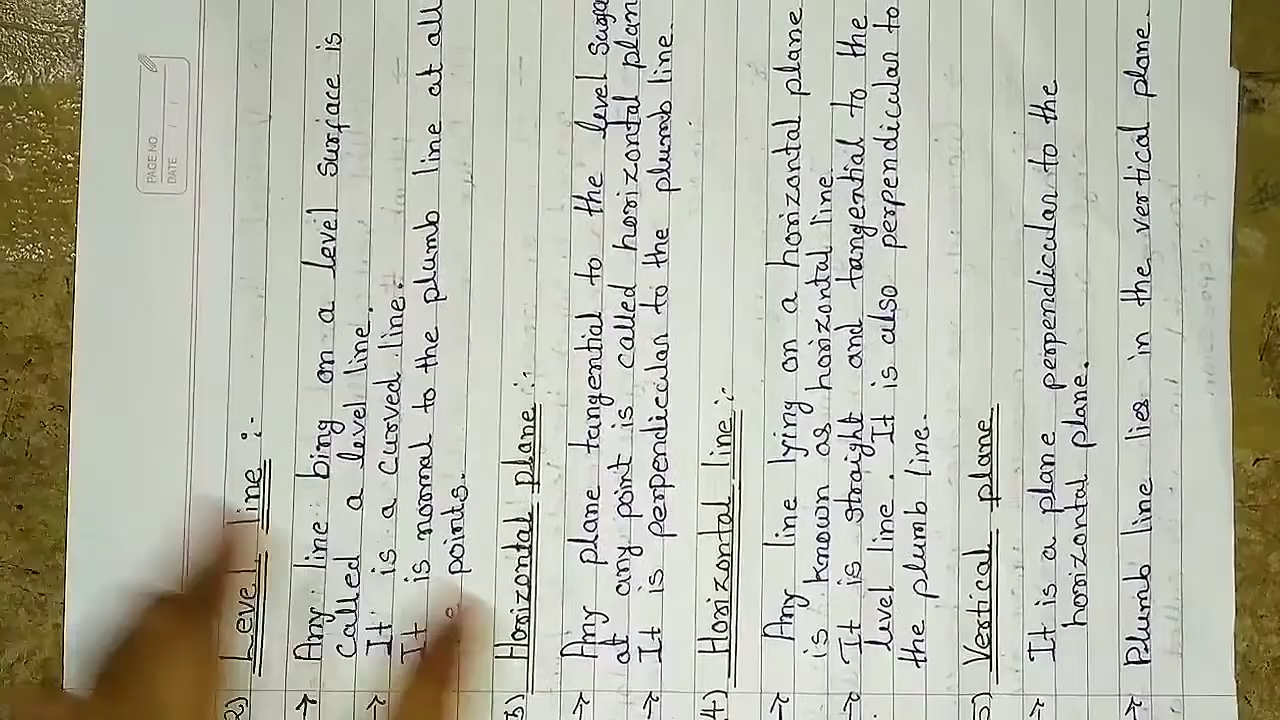 PAGE NO
DATE / /
2) Level line :-
→ Any line bing on a level surface is
called a level line.
→ It is a curved line.
It is normal to the plumb line at all
points.
3) Horizontal plane :-
→ Any plane tangential to the level
at any point is called horizontal plan
→ It is perpendicular to the plumb line.
4) Horizontal line :-
→ Any line lying on a horizontal plane
is known as horizontal line
→ It is straight and tangential to the
level line. It is also perpendicular to
the plumb line.
5) Vertical plane
→ It is a plane perpendicular to the
horizontal plane.
→ Plumb line lies in the vertical plane.